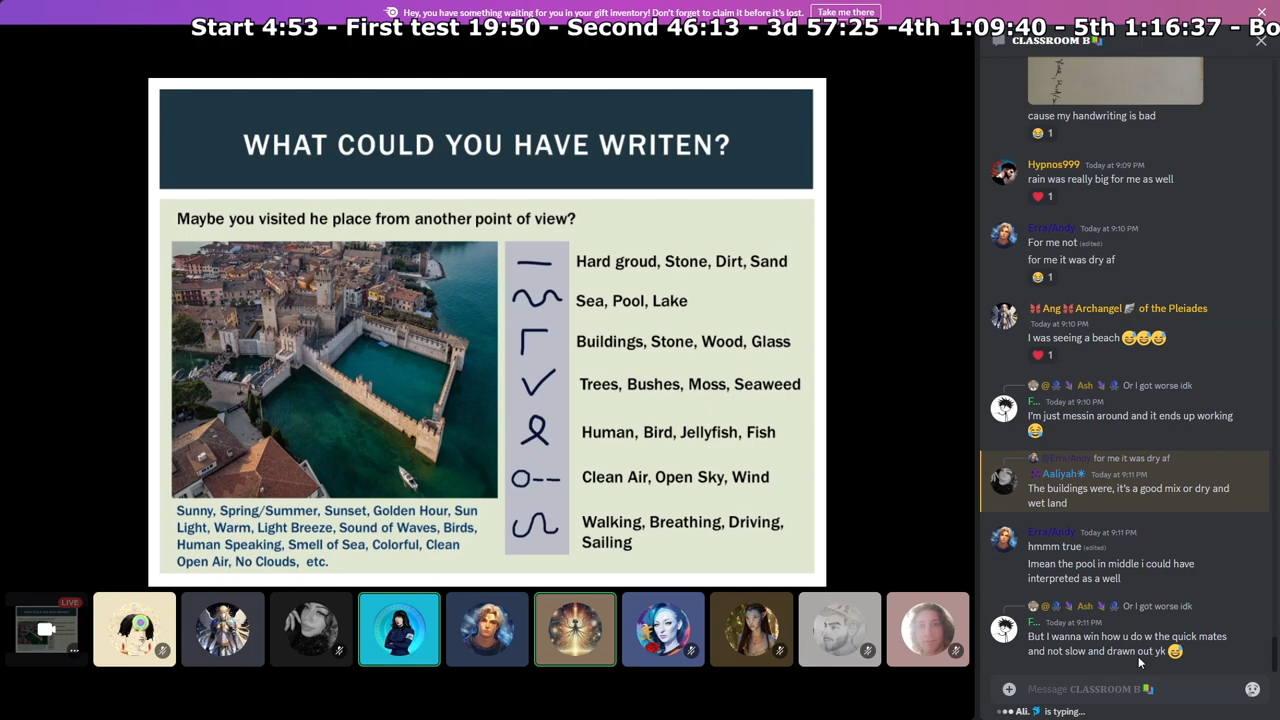 Hey, you have something waiting for you in your gift inventory! Don't forget to claim it before it's lost.
Take me there
Start 4:53 - First test 19:50 - Second 46:13 - 3d 57:25 -4th 1:09:40 - 5th 1:16:37 - Bo
WHAT COULD YOU HAVE WRITEN?
Maybe you visited he place from another point of view?
Hard groud, Stone, Dirt, Sand
Sea, Pool, Lake
Buildings, Stone, Wood, Glass
Trees, Bushes, Moss, Seaweed
Human, Bird, Jellyfish, Fish
Clean Air, Open Sky, Wind
Walking, Breathing, Driving,
Sailing
Sunny, Spring/Summer, Sunset, Golden Hour, Sun
Light, Warm, Light Breeze, Sound of Waves, Birds,
Human Speaking, Smell of Sea, Colorful, Clean
Open Air, No Clouds, etc.
LIVE
CLASSROOM B
cause my handwriting is bad
1
Hypnos999 Today at 9:09 PM
rain was really big for me as well
1
Erra/Andy Today at 9:10 PM
For me not (edited)
for me it was dry af
1
Ang Archangel of the Pleiades
Today at 9:10 PM
I was seeing a beach
1
@ Ash Or I got worse idk
F... Today at 9:10 PM
I'm just messin around and it ends up working
@Erra/Andy for me it was dry af
Aaliyah Today at 9:11 PM
The buildings were, it's a good mix or dry and
wet land
Erra/Andy Today at 9:11 PM
hmmm true (edited)
Imean the pool in middle i could have
interpreted as a well
@ Ash Or I got worse idk
F... Today at 9:11 PM
But I wanna win how u do w the quick mates
and not slow and drawn out yk
Message CLASSROOM B
Ali. is typing...